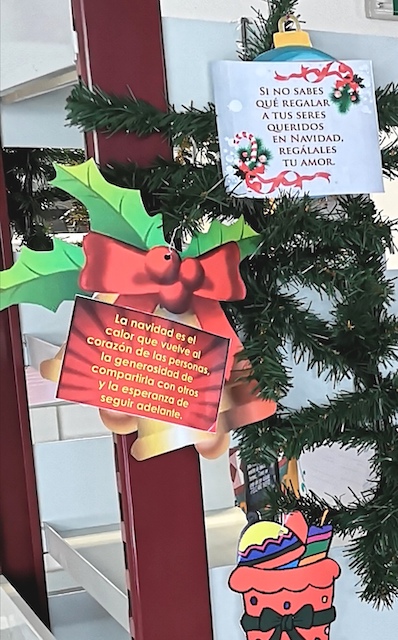 SI NO SABES
QUÉ REGALAR
A TUS SERES
QUERIDOS
EN NAVIDAD,
REGÁLALES
TU AMOR.
La navidad es el
calor que vuelve al
corazón de las personas,
la generosidad de
compartirla con otros
y la esperanza de
seguir adelante.